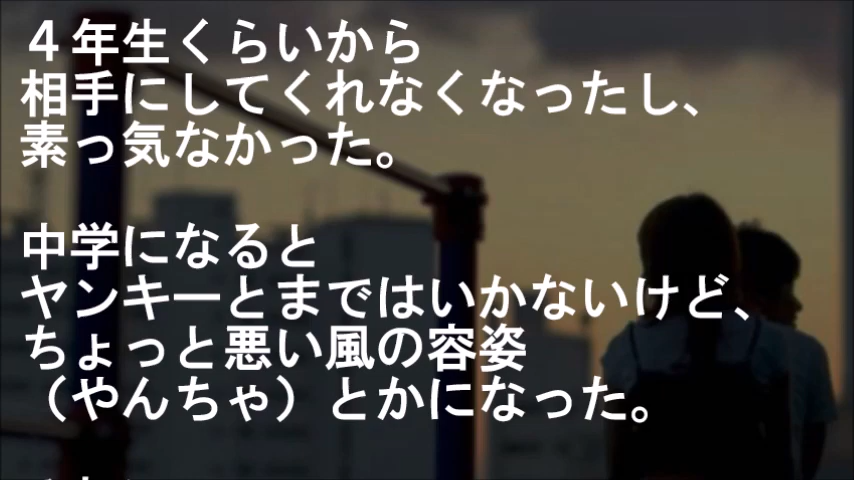 ４年生くらいから
相手にしてくれなくなったし、
素っ気なかった。
中学になると
ヤンキーとまではいかないけど、
ちょっと悪い風の容姿
（やんちゃ）とかになった。